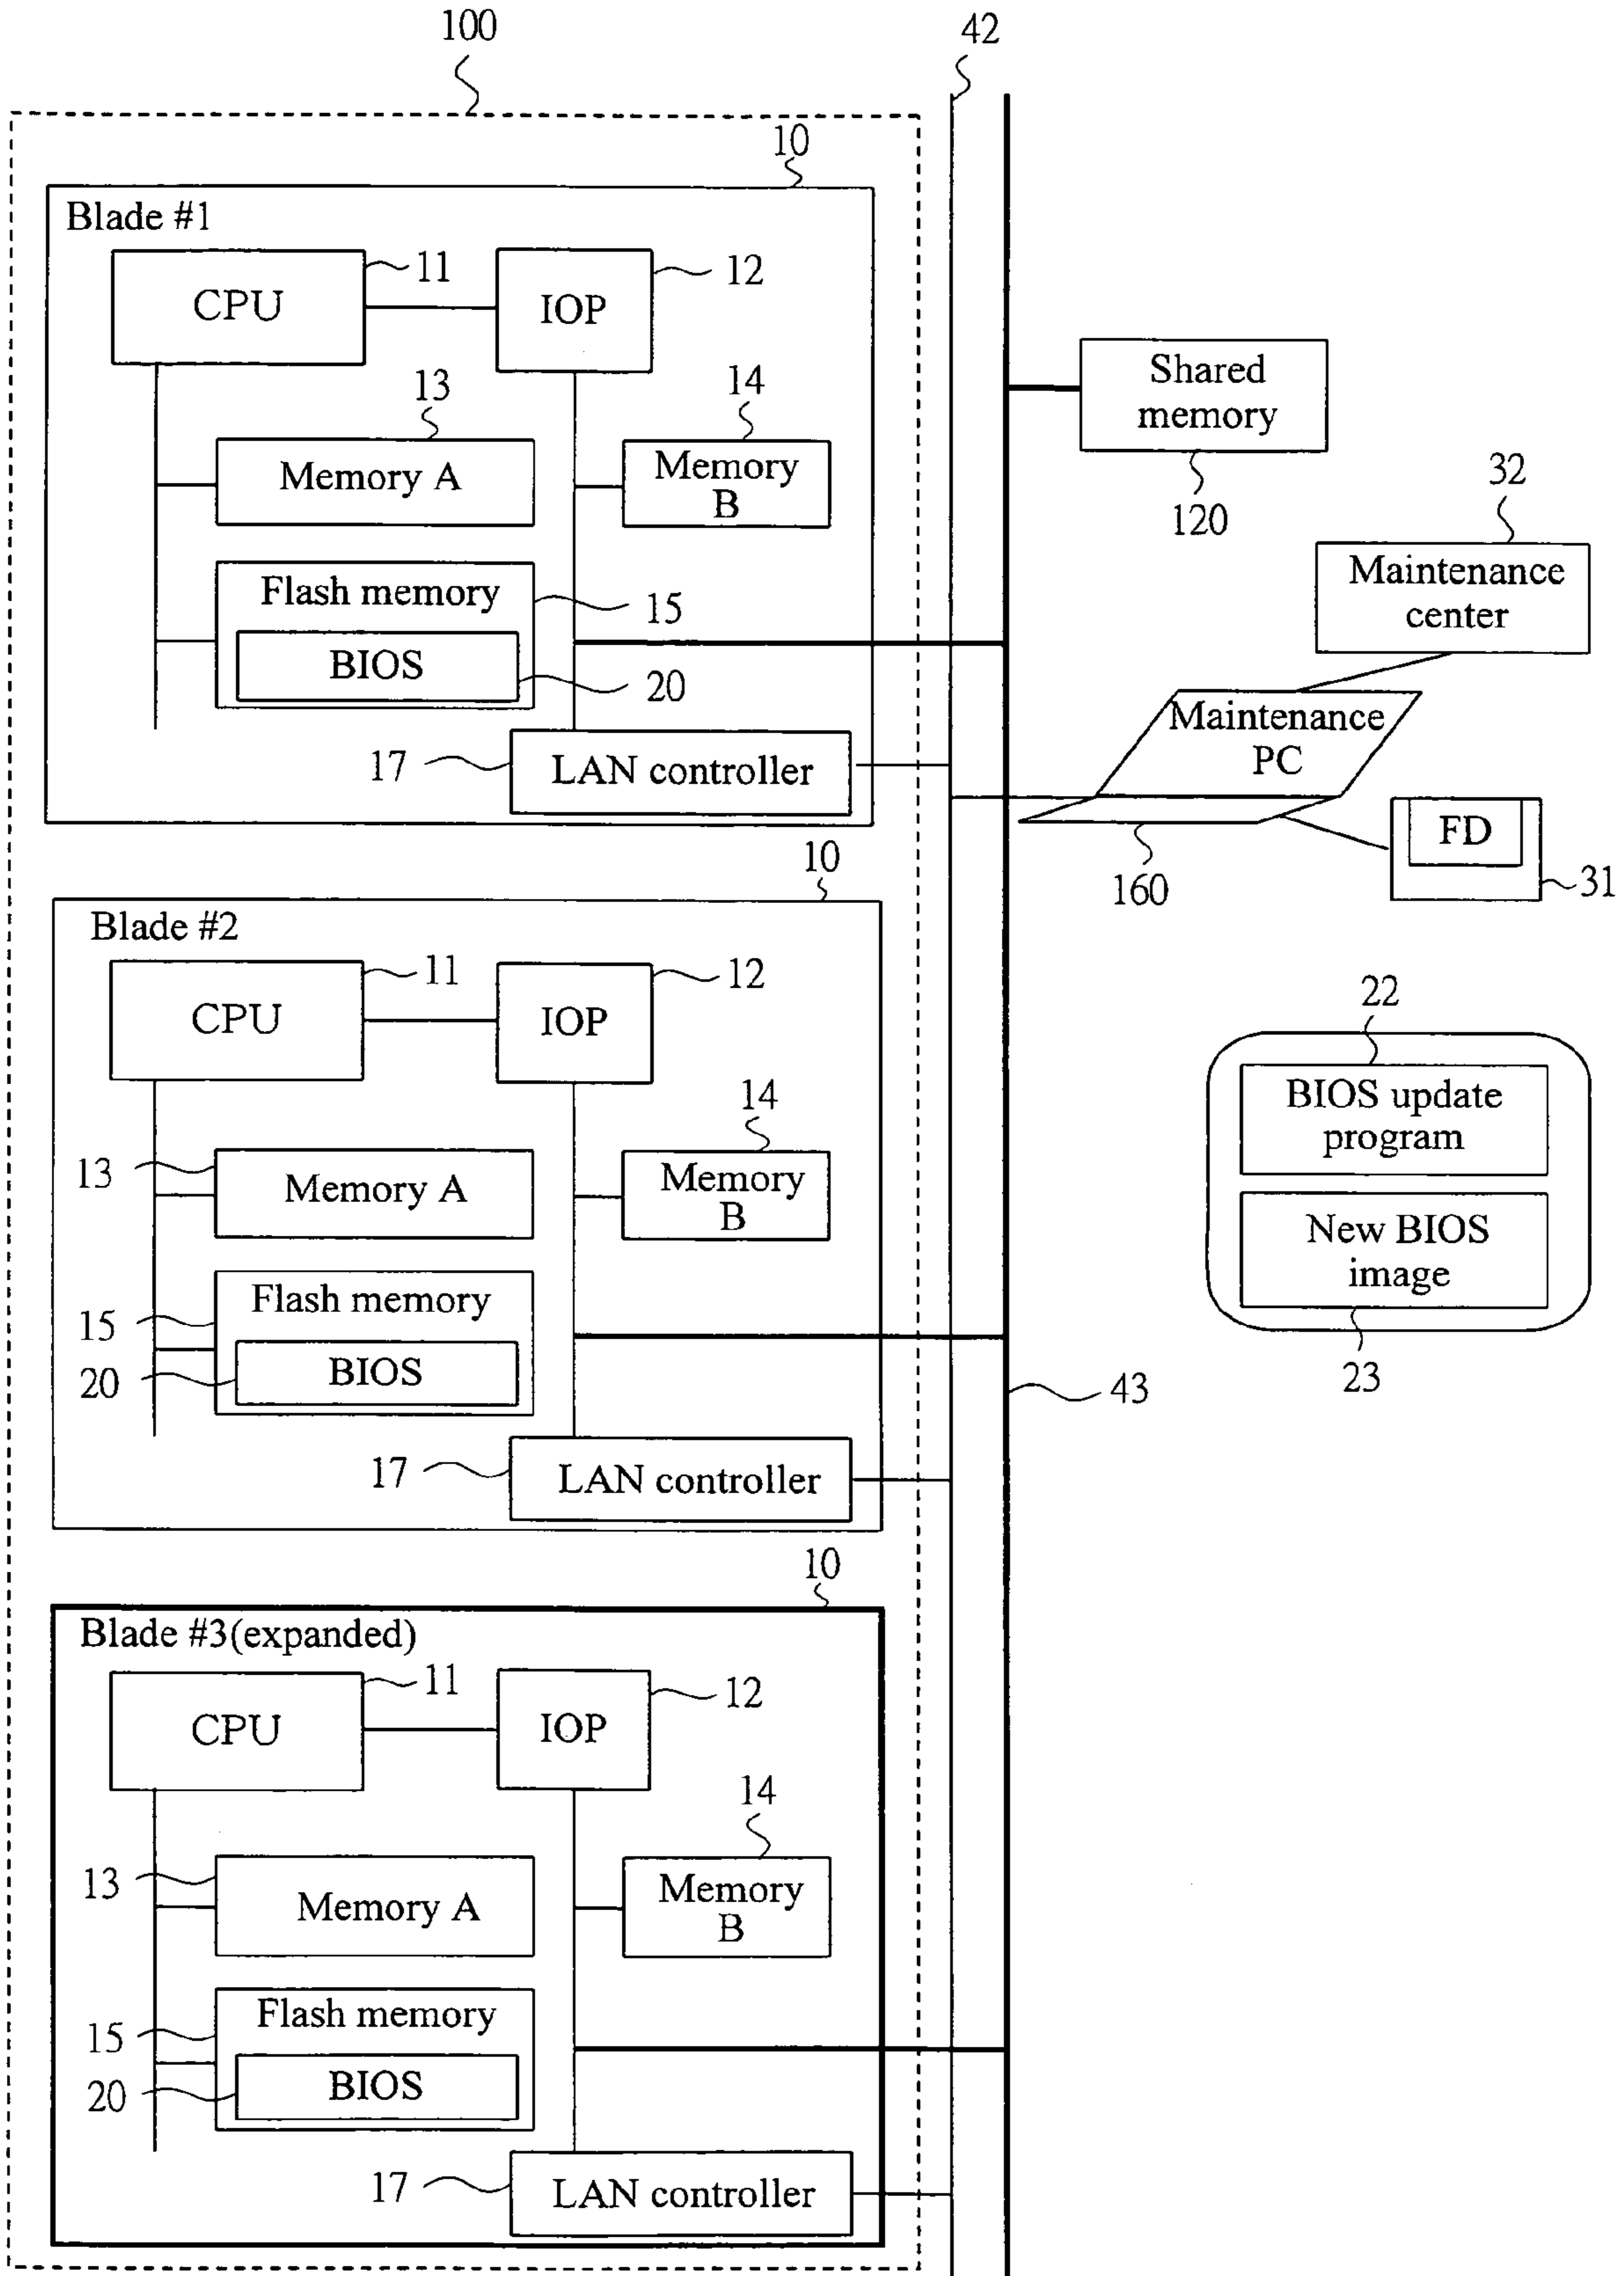 100
42
10
Blade #1
CPU
11
IOP
12
13
14
Memory A
Memory
B
Flash memory
15
BIOS
20
17
LAN controller
Shared
memory
120
32
Maintenance
center
Maintenance
PC
FD
160
31
10
Blade #2
CPU
11
IOP
12
14
13
Memory A
Memory
B
15
Flash memory
20
BIOS
17
LAN controller
22
BIOS update
program
New BIOS
image
23
43
10
Blade #3(expanded)
CPU
11
IOP
12
14
13
Memory A
Memory
B
15
Flash memory
20
BIOS
17
LAN controller